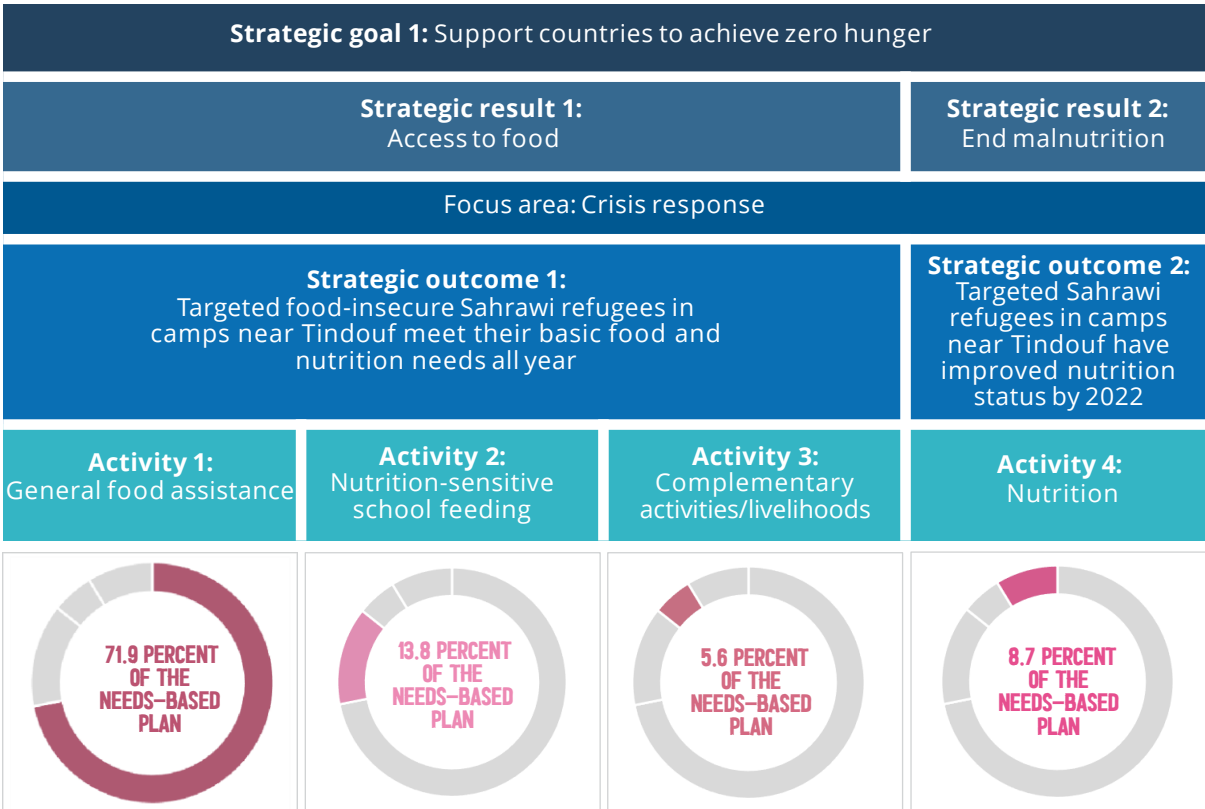 Strategic goal 1: Support countries to achieve zero hunger
Strategic result 1:
Access to food
Strategic result 2:
End malnutrition
Focus area: Crisis response
Strategic outcome 1:
Targeted food-insecure Sahrawi refugees in
camps near Tindouf meet their basic food and
nutrition needs all year
Strategic outcome 2:
Targeted Sahrawi
refugees in camps
near Tindouf have
improved nutrition
status by 2022
Activity 1:
General food assistance
Activity 2:
Nutrition-sensitive
school feeding
Activity 3:
Complementary
activities/livelihoods
Activity 4:
Nutrition
71.9 PERCENT
OF THE
NEEDS-BASED
PLAN
13.8 PERCENT
OF THE
NEEDS-BASED
PLAN
5.6 PERCENT
OF THE
NEEDS-BASED
PLAN
8.7 PERCENT
OF THE
NEEDS-BASED
PLAN